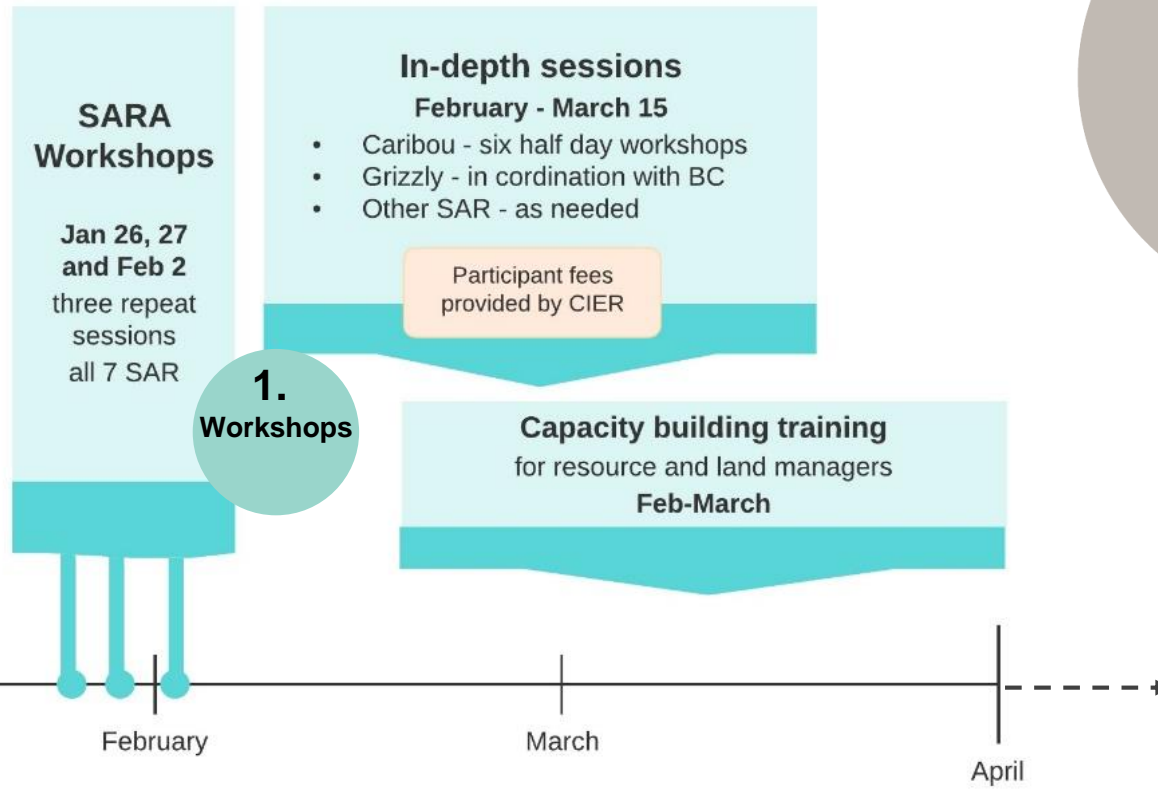 SARA
Workshops
Jan 26, 27
and Feb 2
three repeat
sessions
all 7 SAR
In-depth sessions
February - March 15
• Caribou - six half day workshops
• Grizzly - in cordination with BC
• Other SAR - as needed
Participant fees
provided by CIER
1.
Workshops
Capacity building training
for resource and land managers
Feb-March
February
March
April